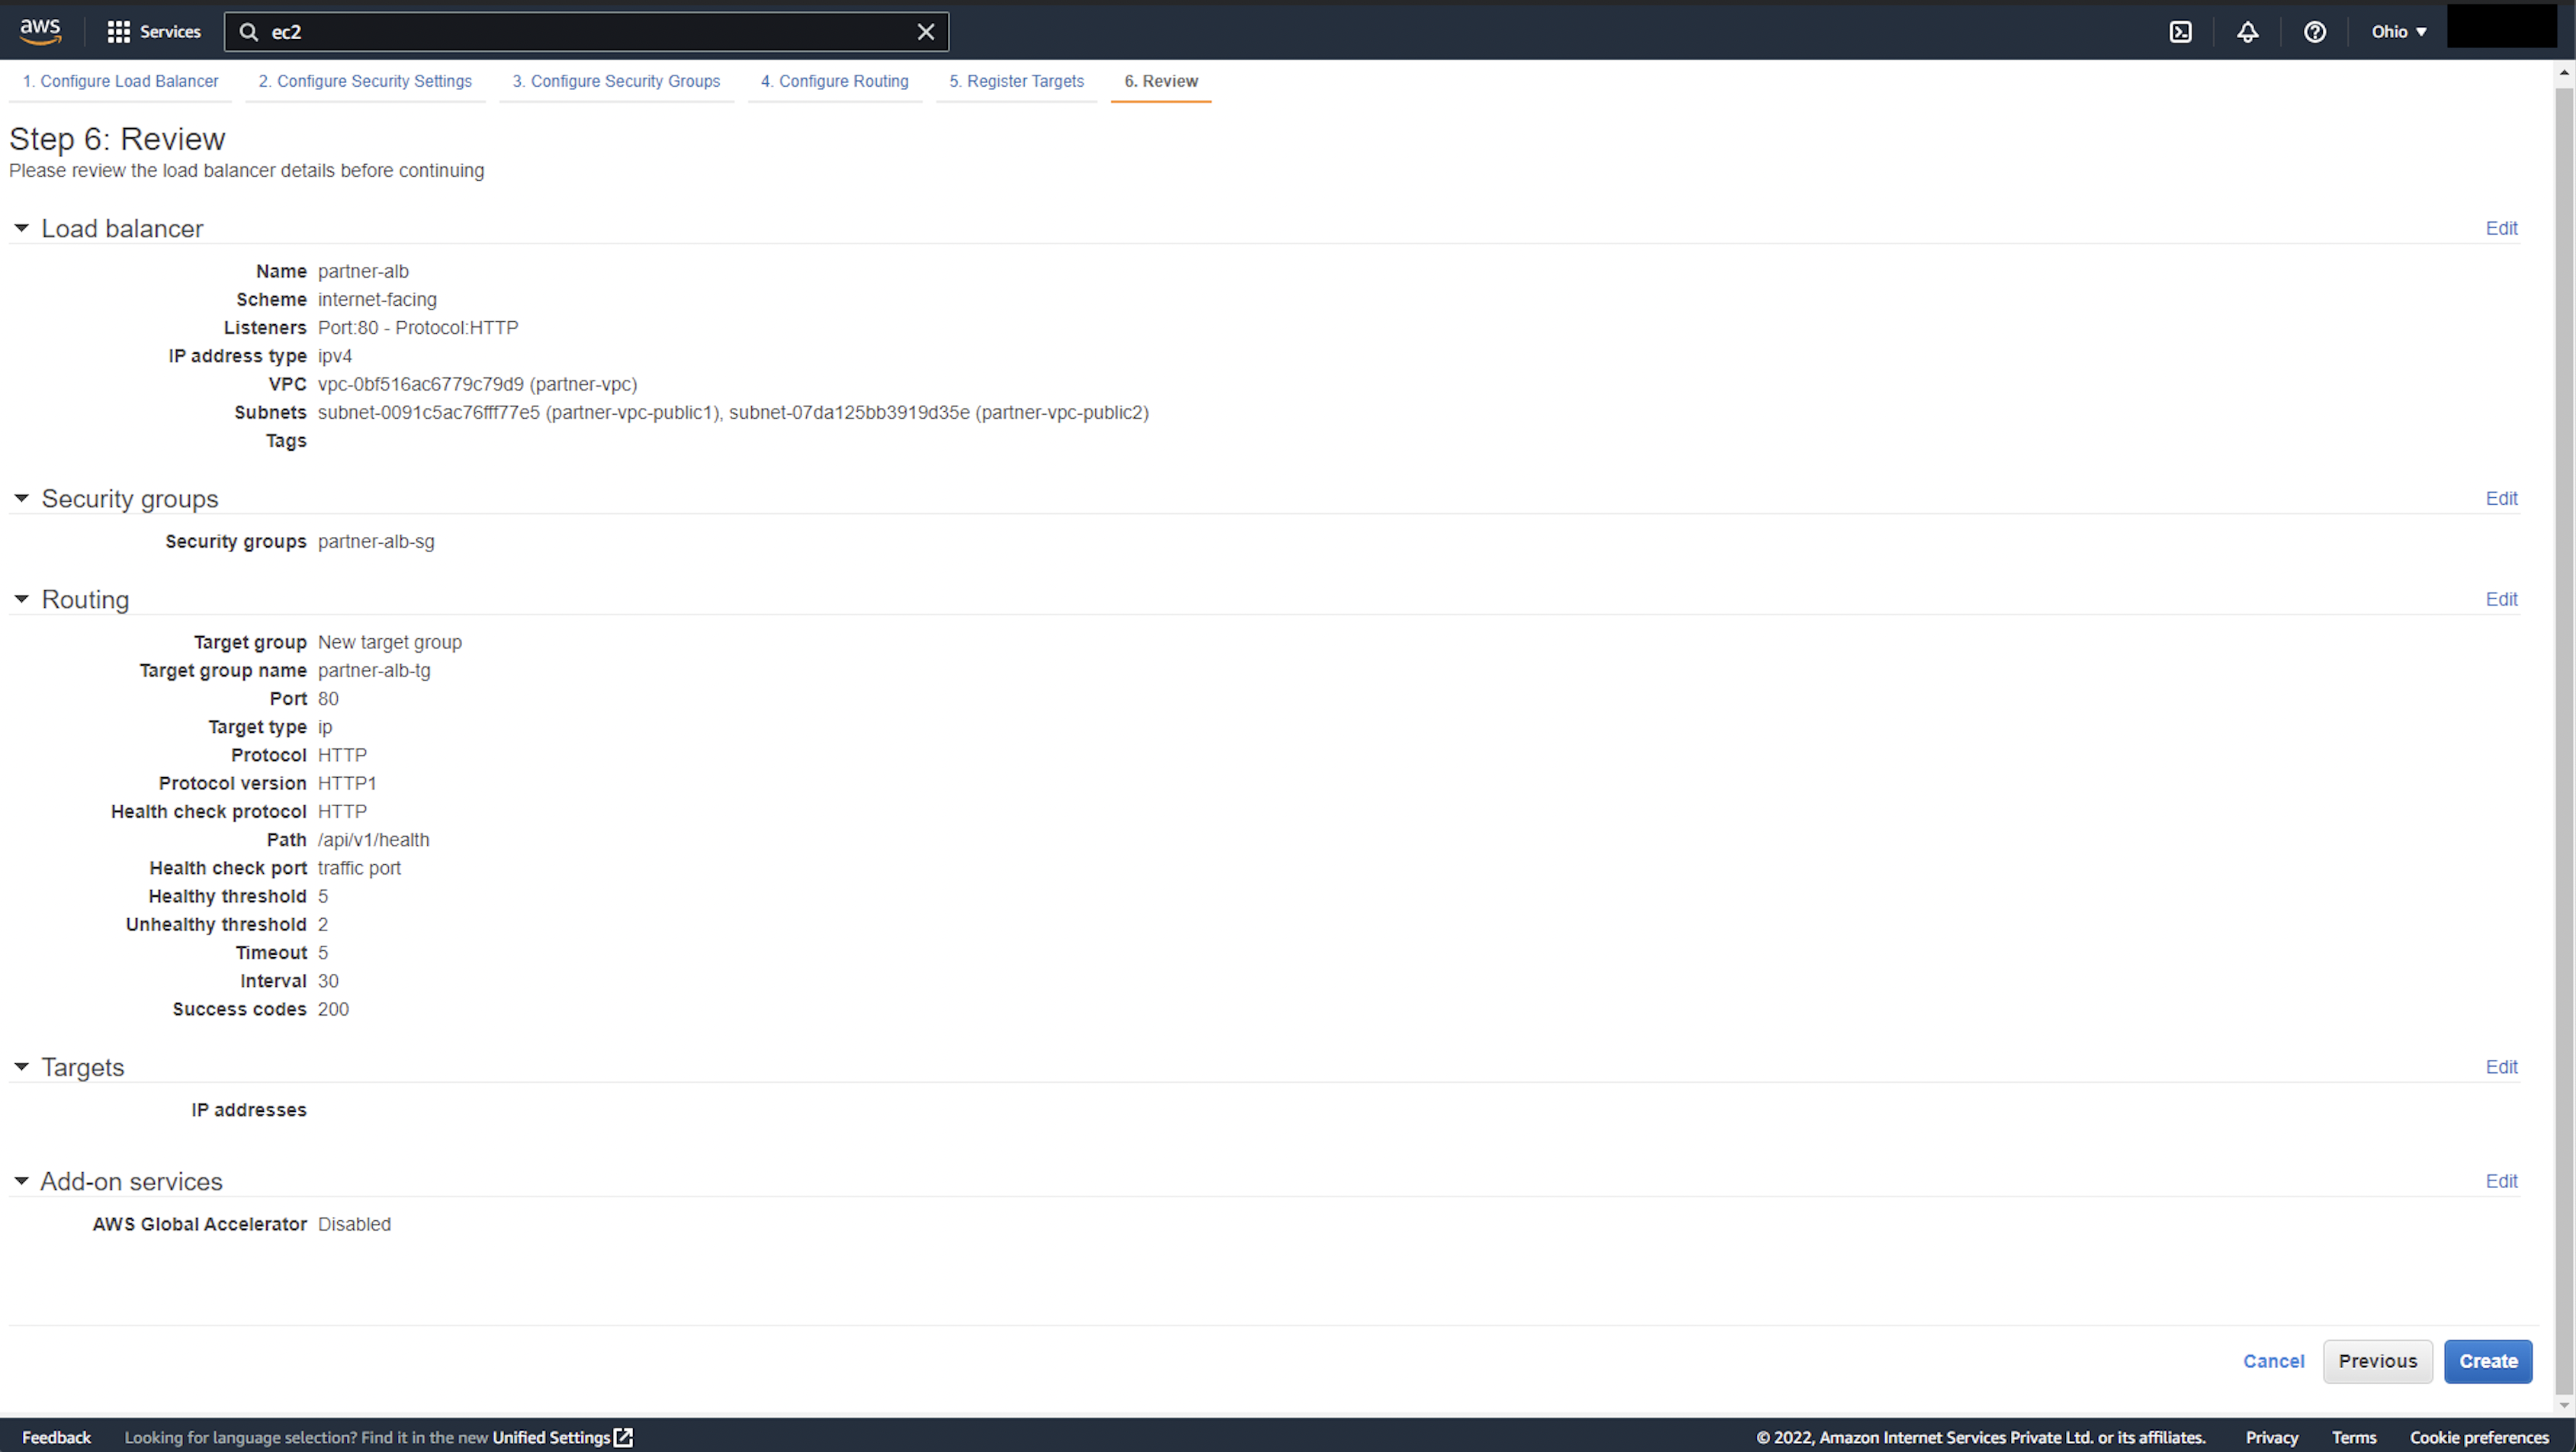 aws Services ec2 Ohio
1. Configure Load Balancer 2. Configure Security Settings 3. Configure Security Groups 4. Configure Routing 5. Register Targets 6. Review
Step 6: Review
Please review the load balancer details before continuing
Load balancer Edit
Name partner-alb
Scheme internet-facing
Listeners Port:80 - Protocol:HTTP
IP address type ipv4
VPC vpc-0bf516ac6779c79d9 (partner-vpc)
Subnets subnet-0091c5ac76fff77e5 (partner-vpc-public1), subnet-07da125bb3919d35e (partner-vpc-public2)
Tags
Security groups Edit
Security groups partner-alb-sg
Routing Edit
Target group New target group
Target group name partner-alb-tg
Port 80
Target type ip
Protocol HTTP
Protocol version HTTP1
Health check protocol HTTP
Path /api/v1/health
Health check port traffic port
Healthy threshold 5
Unhealthy threshold 2
Timeout 5
Interval 30
Success codes 200
Targets Edit
IP addresses
Add-on services Edit
AWS Global Accelerator Disabled
Cancel Previous Create
Feedback Looking for language selection? Find it in the new Unified Settings © 2022, Amazon Internet Services Private Ltd. or its affiliates. Privacy Terms Cookie preferences